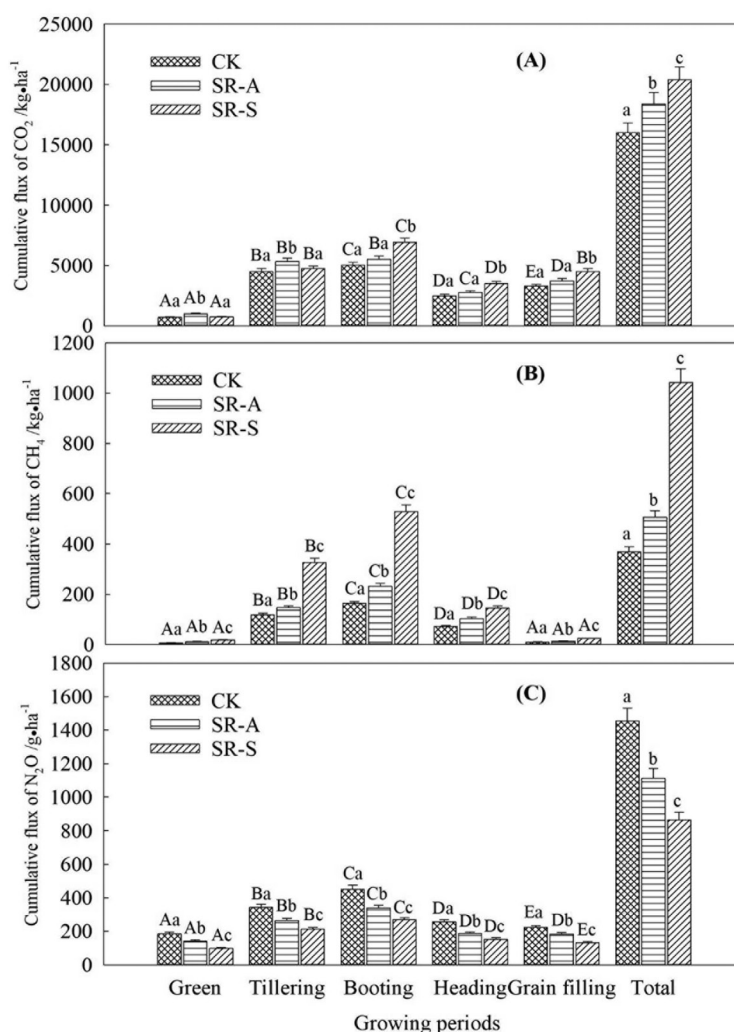 25000
20000
15000
10000
5000
0
Cumulative flux of CO₂ /kg•ha⁻¹
(A)
CK
SR-A
SR-S
Aa Ab Aa
Ba Bb Ba
Ca Ba Cb
Da Ca Db
Ea Da Bb
a b c
1200
1000
800
600
400
200
0
Cumulative flux of CH₄ /kg•ha⁻¹
(B)
CK
SR-A
SR-S
Aa Ab Ac
Ba Bb Bc
Ca Cb Cc
Da Db Dc
Aa Ab Ac
a b c
1800
1600
1400
1200
1000
800
600
400
200
0
Cumulative flux of N₂O /g•ha⁻¹
(C)
CK
SR-A
SR-S
Aa Ab Ac
Ba Bb Bc
Ca Cb Cc
Da Db Dc
Ea Db Ec
a b c
Green Tillering Booting Heading Grain filling Total
Growing periods